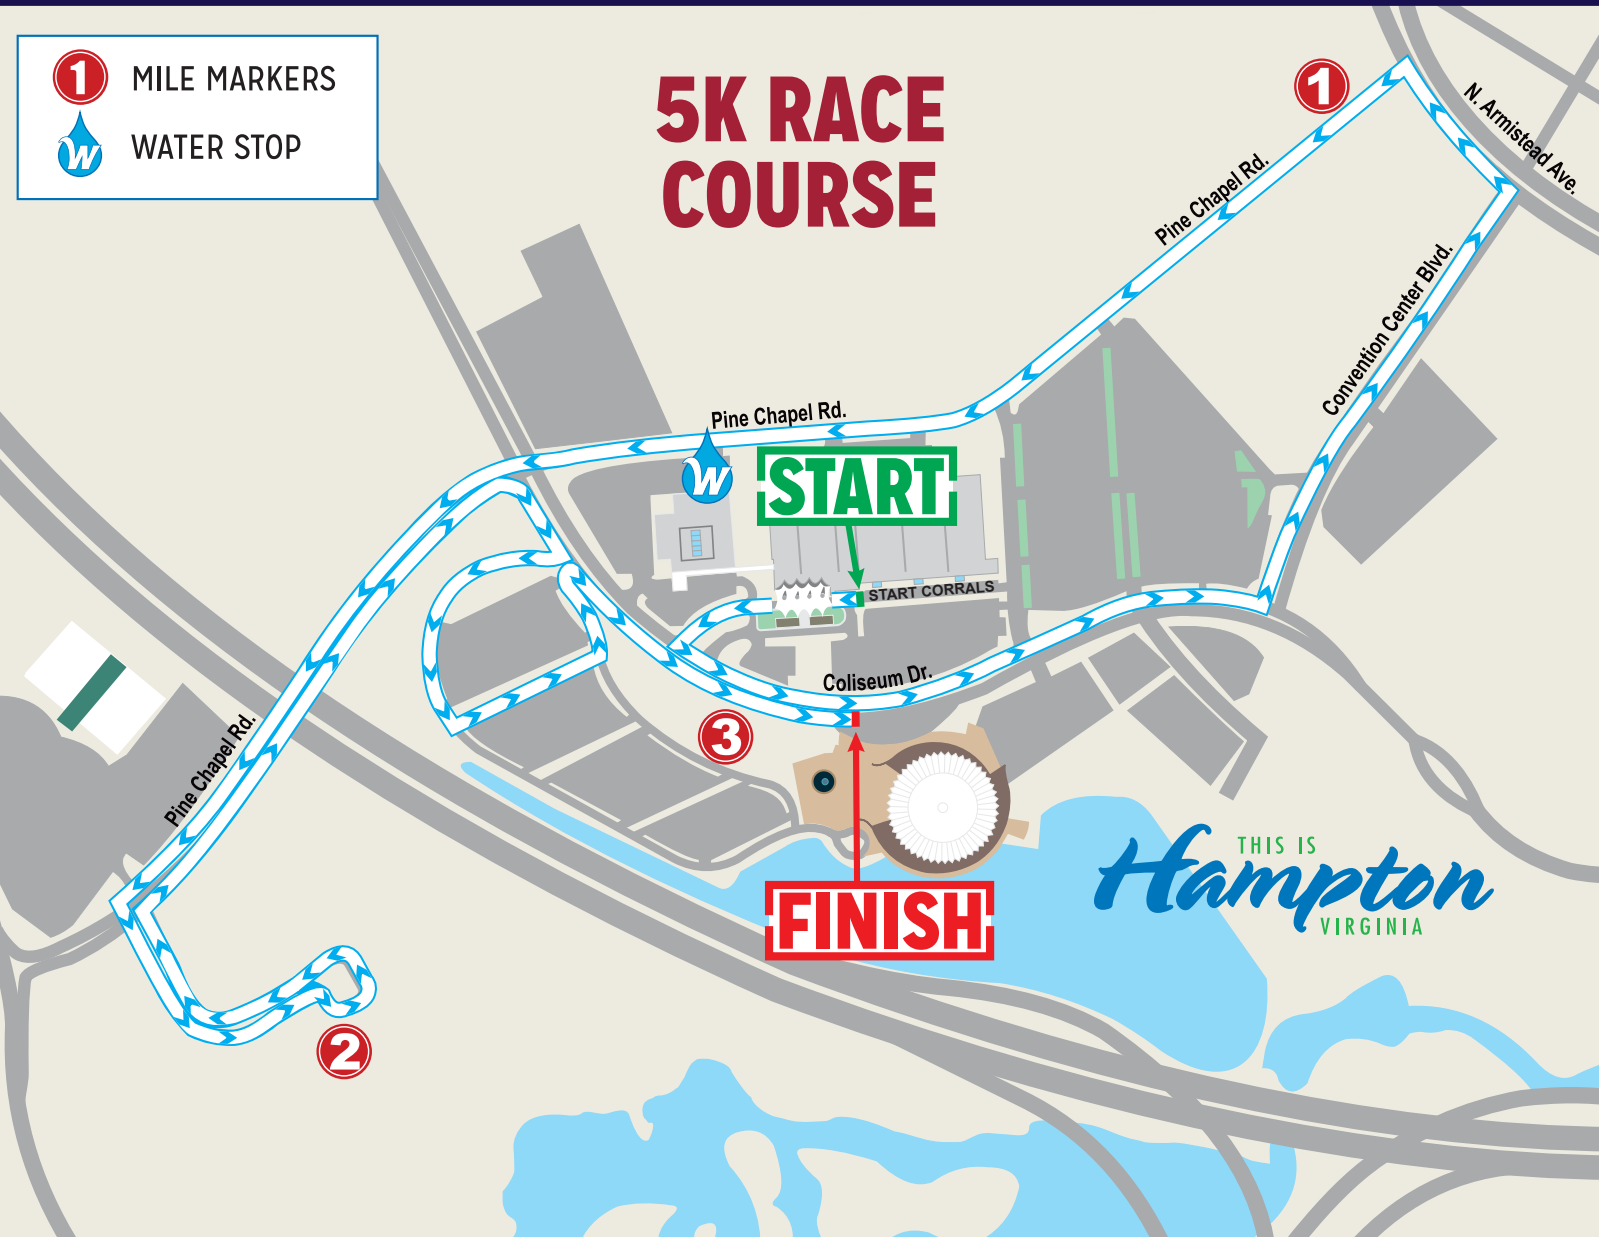 1 MILE MARKERS
W WATER STOP
5K RACE
COURSE
1
N. Armistead Ave.
Pine Chapel Rd.
Convention Center Blvd.
Pine Chapel Rd.
W
START
START CORRALS
Coliseum Dr.
3
Pine Chapel Rd.
THIS IS
Hampton
VIRGINIA
FINISH
2